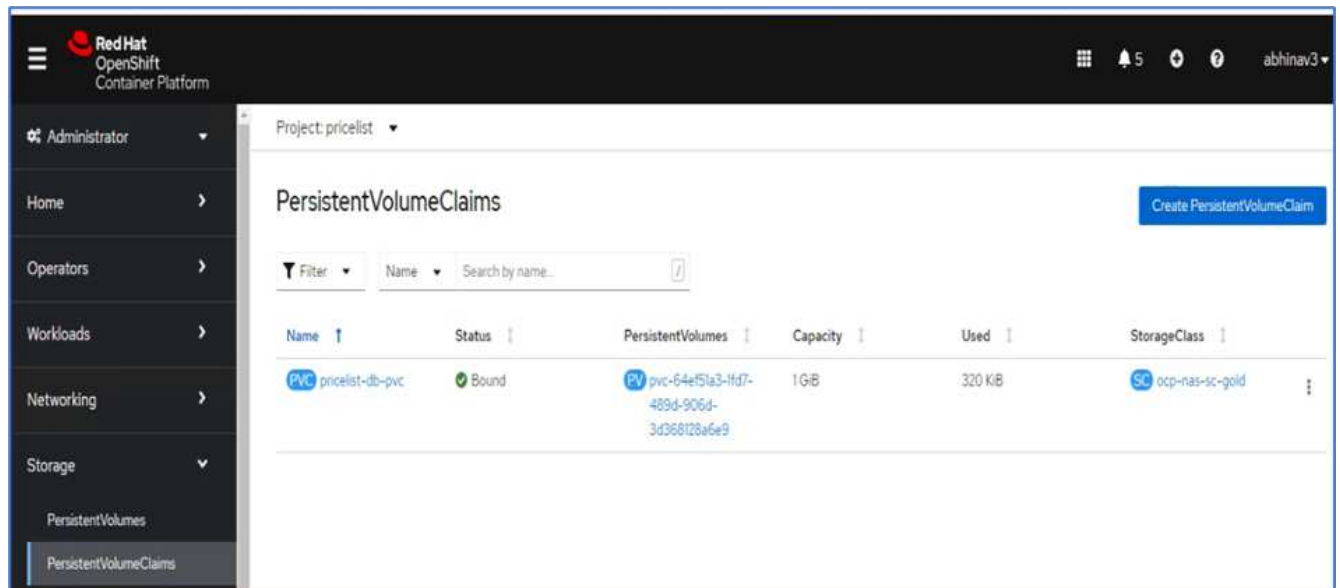 Red Hat
OpenShift
Container Platform
5
abhinav3
Administrator
Project: pricelist
Home
PersistentVolumeClaims
Create PersistentVolumeClaim
Operators
Filter
Name
Search by name...
/
Workloads
Name
Status
PersistentVolumes
Capacity
Used
StorageClass
PVC pricelist-db-pvc
Bound
PV pvc-64ef51a3-1fd7-
489d-906d-
3d368128a6e9
1 GiB
320 KiB
SC ocp-nas-sc-gold
Networking
Storage
PersistentVolumes
PersistentVolumeClaims